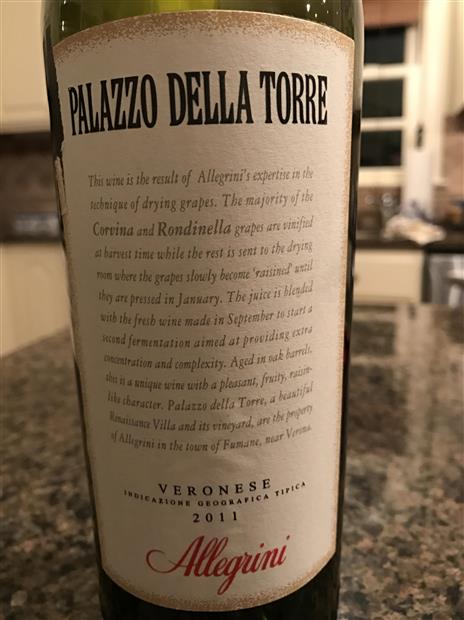 PALAZZO DELLA TORRE
This wine is the result of Allegrini's expertise in the
technique of drying grapes. The majority of the
Corvina and Rondinella grapes are vinified
at harvest time while the rest is sent to the drying
room where the grapes slowly become 'raisined' until
they are pressed in January. The juice is blended
with the fresh wine made in September to start a
second fermentation aimed at providing extra
concentration and complexity. Aged in oak barrels,
this is a unique wine with a pleasant, fruity, raisin-
like character. Palazzo della Torre, a beautiful
Renaissance Villa and its vineyard, are the property
of Allegrini in the town of Fumane, near Verona.
VERONESE
INDICAZIONE GEOGRAFICA TIPICA
2011
Allegrini